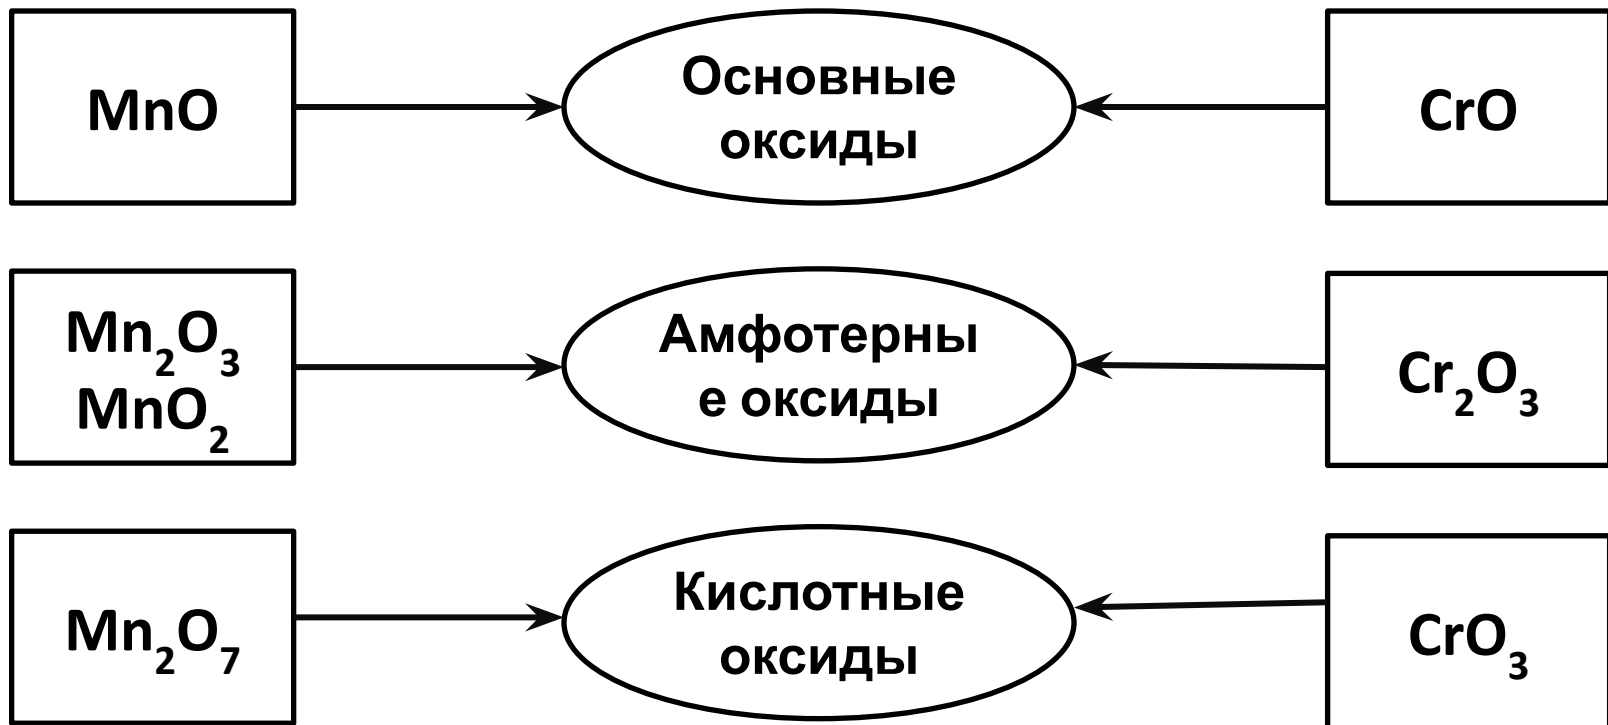 MnO
Основные
оксиды
CrO
Mn₂O₃
MnO₂
Амфотерны
е оксиды
Cr₂O₃
Mn₂O₇
Кислотные
оксиды
CrO₃